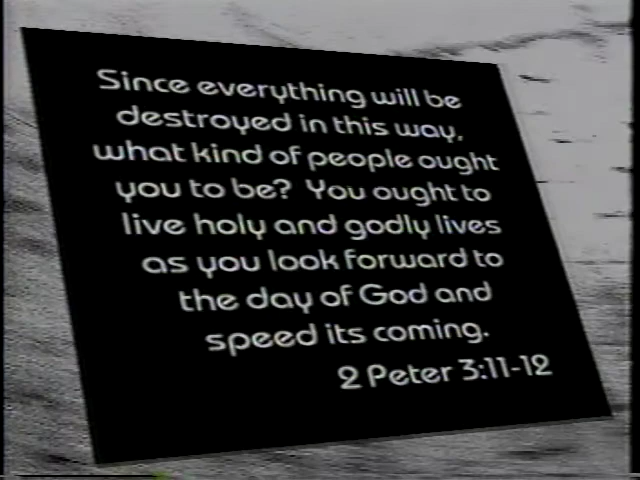 Since everything will be
destroyed in this way,
what kind of people ought
you to be? You ought to
live holy and godly lives
as you look forward to
the day of God and
speed its coming.
2 Peter 3:11-12